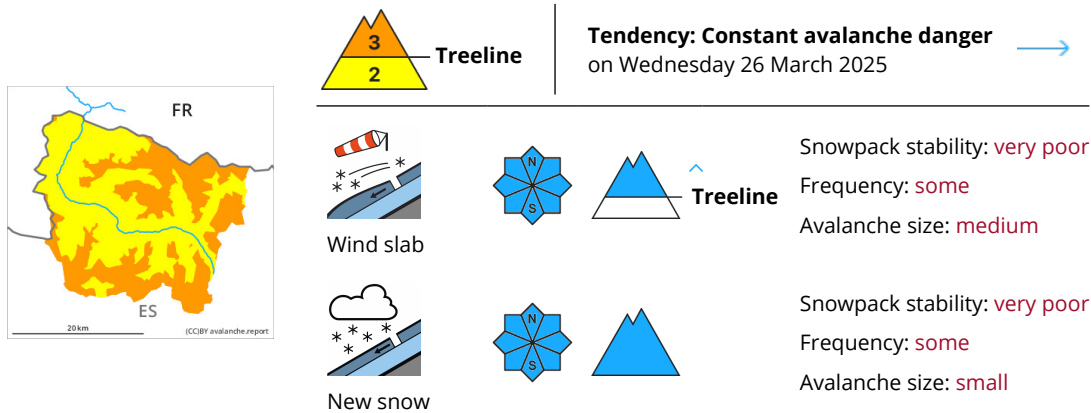 3
2
Treeline
Tendency: Constant avalanche danger
on Wednesday 26 March 2025
FR
ES
20 km
(CC)BY avalanche.report
N
S
Treeline
Snowpack stability: very poor
Frequency: some
Avalanche size: medium
Wind slab
N
S
Snowpack stability: very poor
Frequency: some
Avalanche size: small
New snow